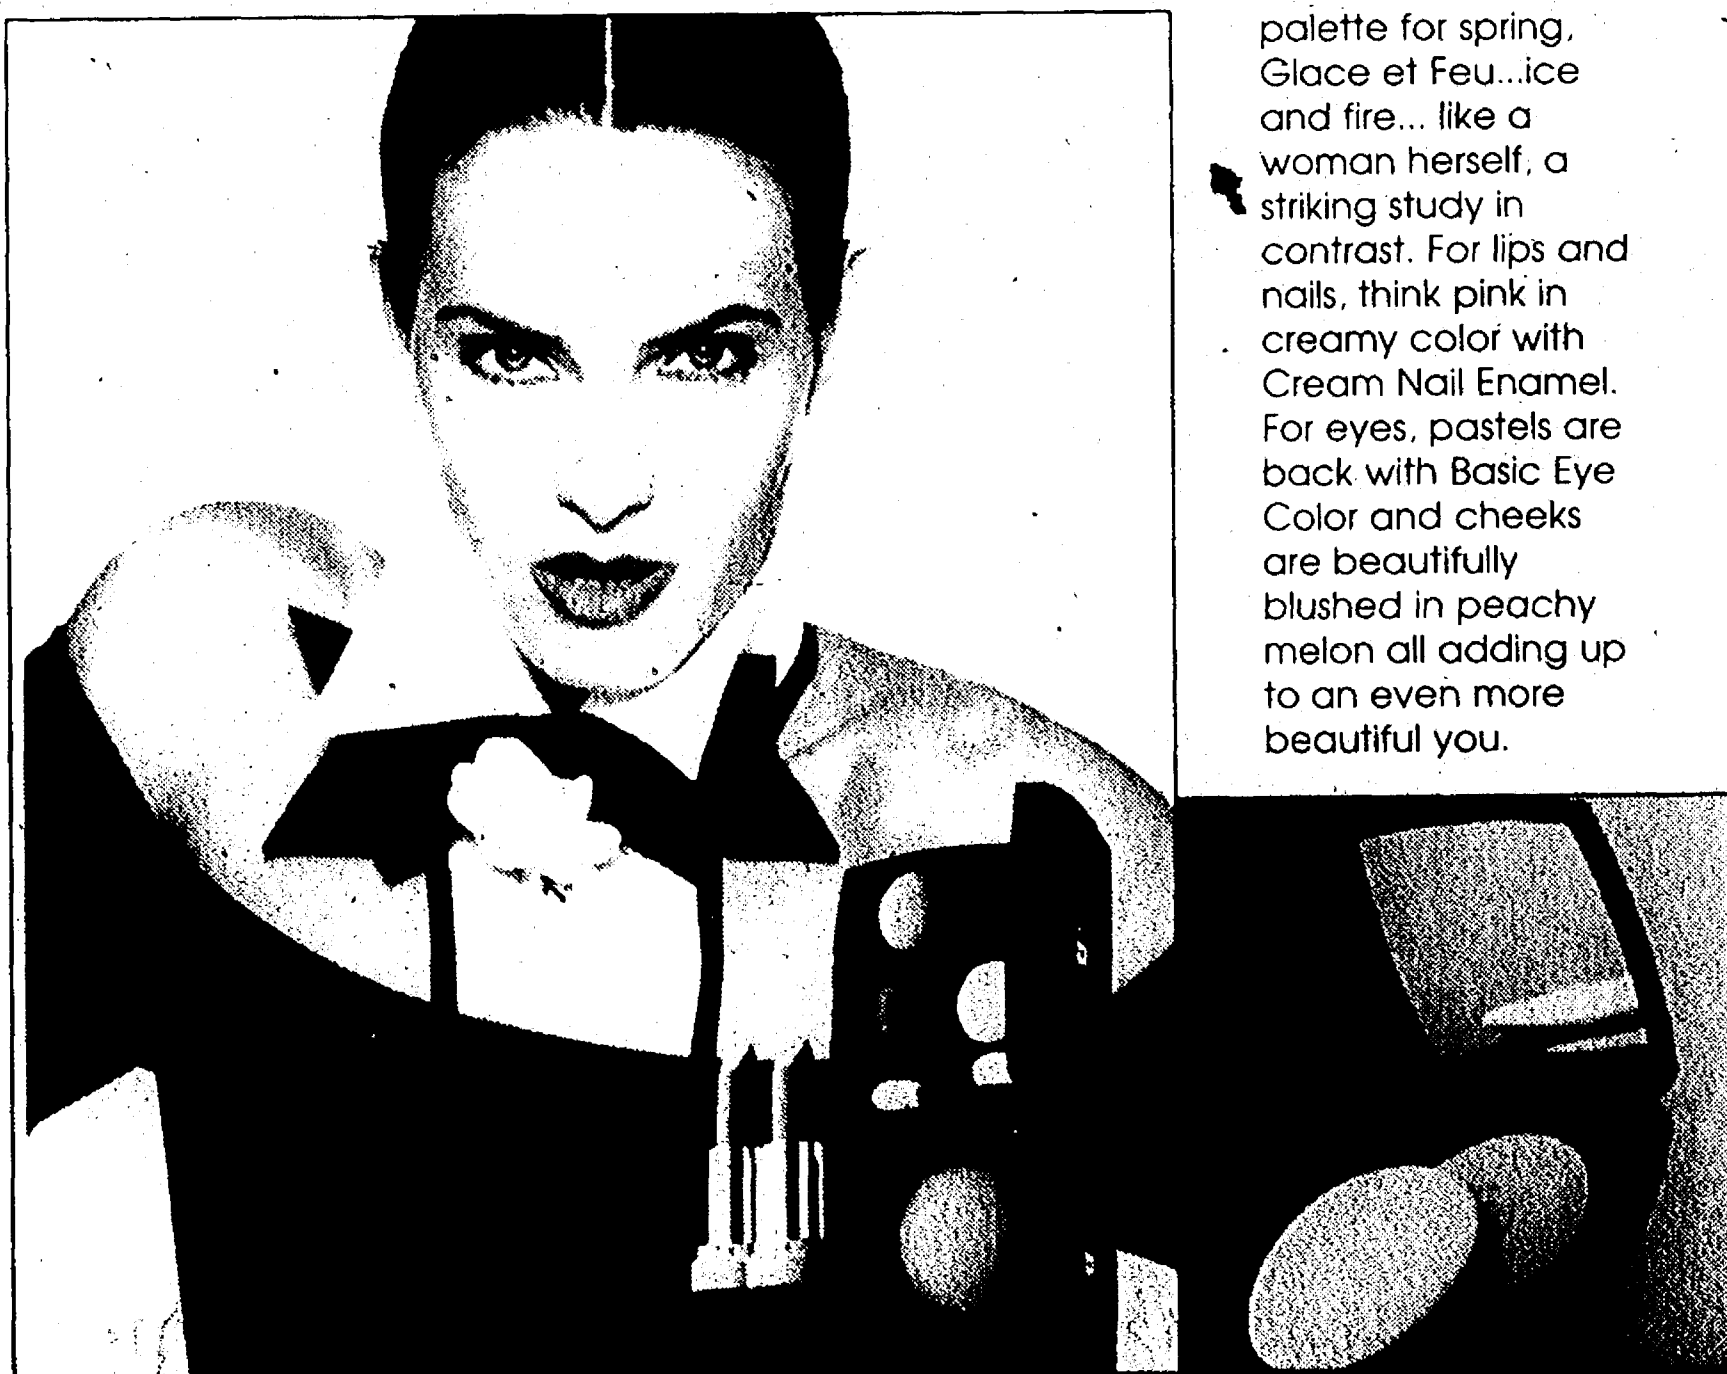 palette for spring,
Glace et Feu...ice
and fire... like a
woman herself, a
striking study in
contrast. For lips and
nails, think pink in
creamy color with
Cream Nail Enamel.
For eyes, pastels are
back with Basic Eye
Color and cheeks
are beautifully
blushed in peachy
melon all adding up
to an even more
beautiful you.